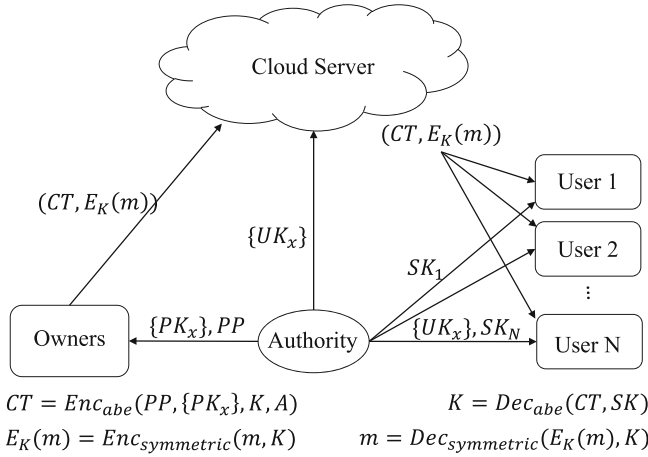 Cloud Server
(CT, E_K(m))
(CT, E_K(m))
User 1
{UK_x}
SK_1
User 2
⋮
Owners
{PK_x}, PP
Authority
{UK_x}, SK_N
User N
CT = Enc_abe(PP, {PK_x}, K, A)
K = Dec_abe(CT, SK)
E_K(m) = Enc_symmetric(m, K)
m = Dec_symmetric(E_K(m), K)